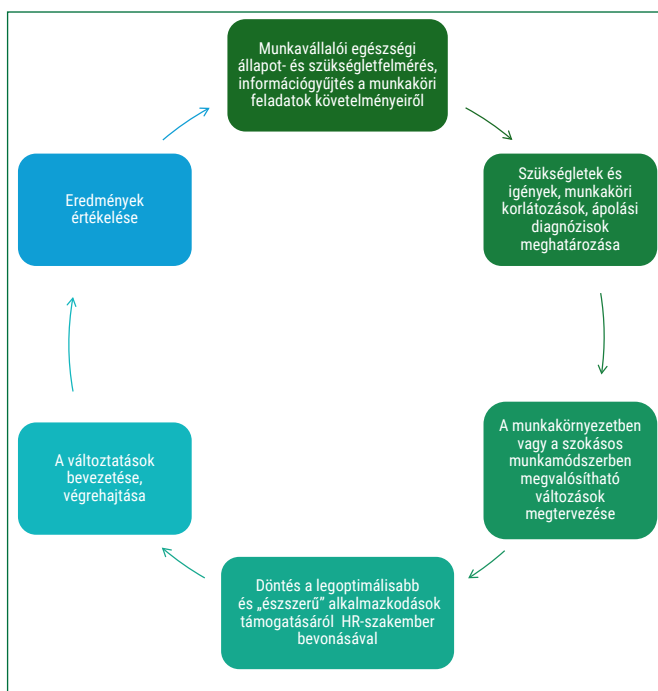 Munkavállalói egészségi
állapot- és szükségletfelmérés,
információgyűjtés a munkaköri
feladatok követelményeiről
Szükségletek és
igények, munkaköri
korlátozások, ápolási
diagnózisok
meghatározása
A munkakörnyezetben
vagy a szokásos
munkamódszerben
megvalósítható
változások
megtervezése
Döntés a legoptimálisabb
és „észszerű” alkalmazkodások
támogatásáról HR-szakember
bevonásával
A változtatások
bevezetése,
végrehajtása
Eredmények
értékelése